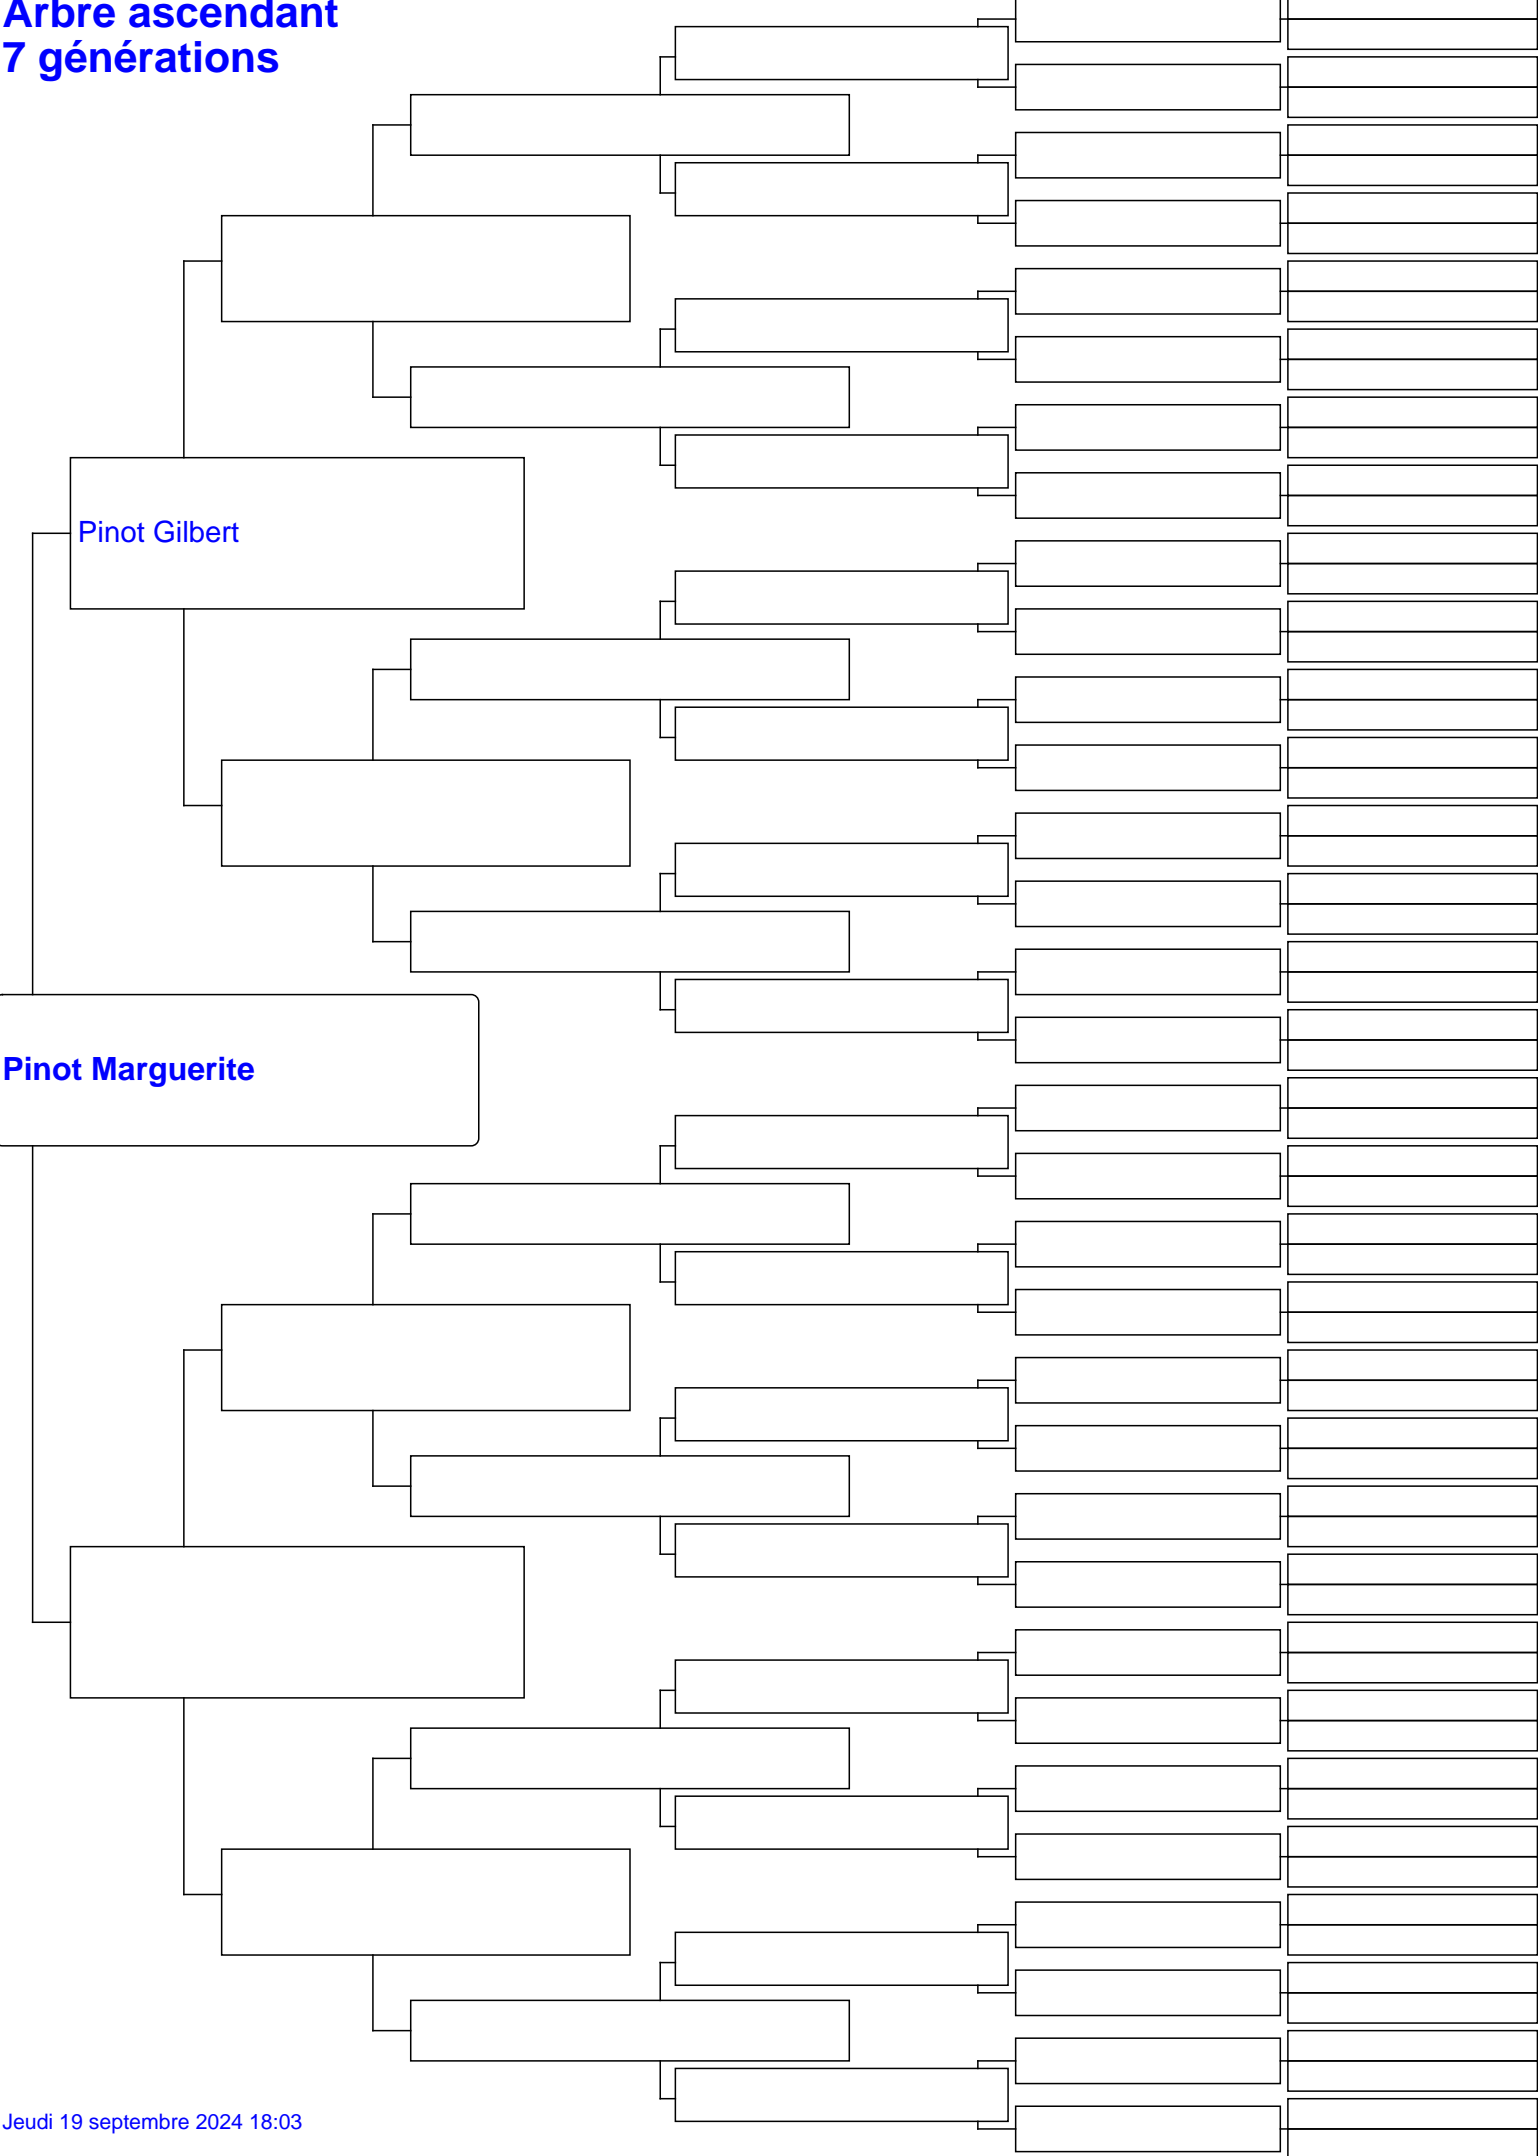 Arbre ascendant
7 générations
Pinot Gilbert
Pinot Marguerite
Jeudi 19 septembre 2024 18:03